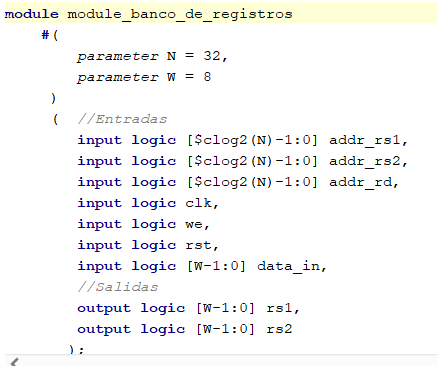 module module_banco_de_registros
#(
parameter N = 32,
parameter W = 8
)
( //Entradas
input logic [$clog2(N)-1:0] addr_rs1,
input logic [$clog2(N)-1:0] addr_rs2,
input logic [$clog2(N)-1:0] addr_rd,
input logic clk,
input logic we,
input logic rst,
input logic [W-1:0] data_in,
//Salidas
output logic [W-1:0] rs1,
output logic [W-1:0] rs2
);